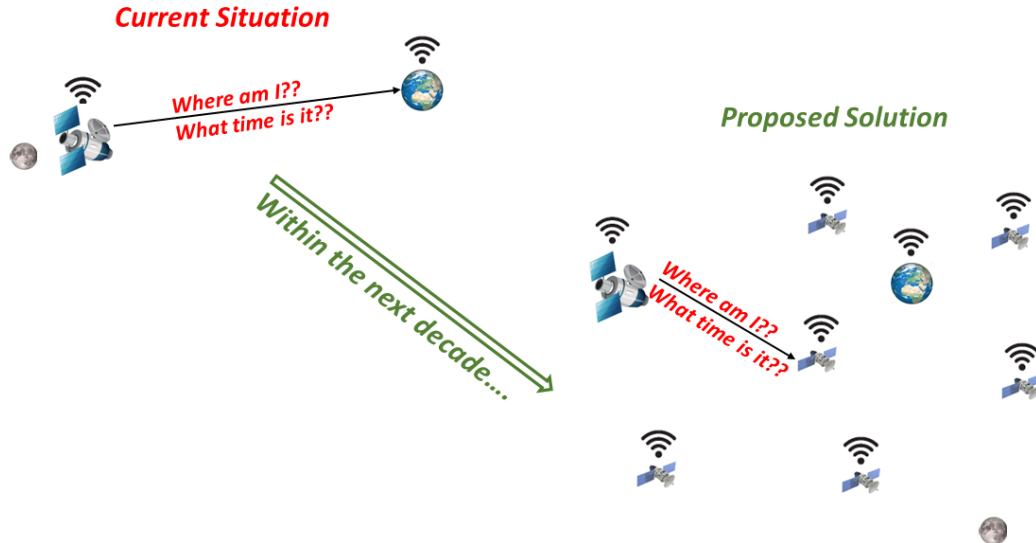 Current Situation
Where am I??
What time is it??
Proposed Solution
Within the next decade....
Where am I??
What time is it??